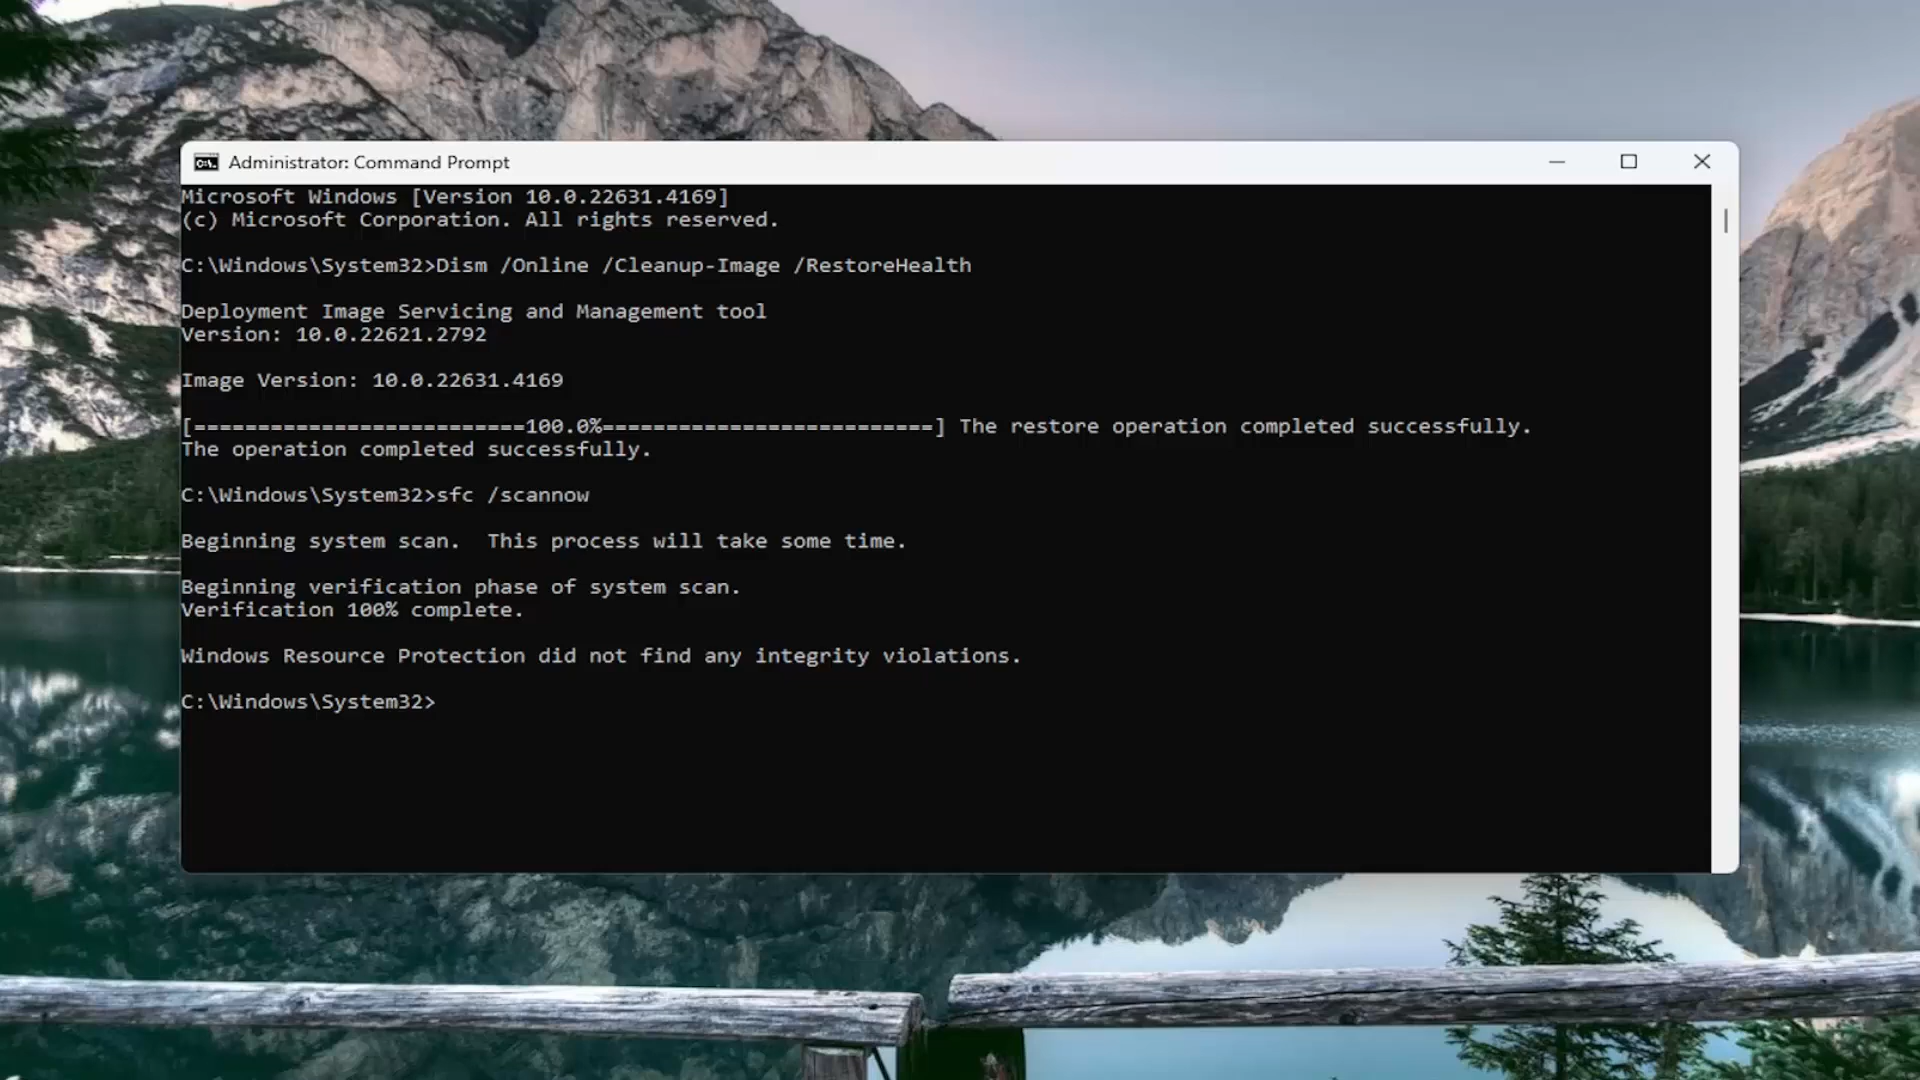 Administrator: Command Prompt
Microsoft Windows [Version 10.0.22631.4169]
(c) Microsoft Corporation. All rights reserved.
C:\Windows\System32>Dism /Online /Cleanup-Image /RestoreHealth
Deployment Image Servicing and Management tool
Version: 10.0.22621.2792
Image Version: 10.0.22631.4169
[==========================100.0%==========================] The restore operation completed successfully.
The operation completed successfully.
C:\Windows\System32>sfc /scannow
Beginning system scan.  This process will take some time.
Beginning verification phase of system scan.
Verification 100% complete.
Windows Resource Protection did not find any integrity violations.
C:\Windows\System32>